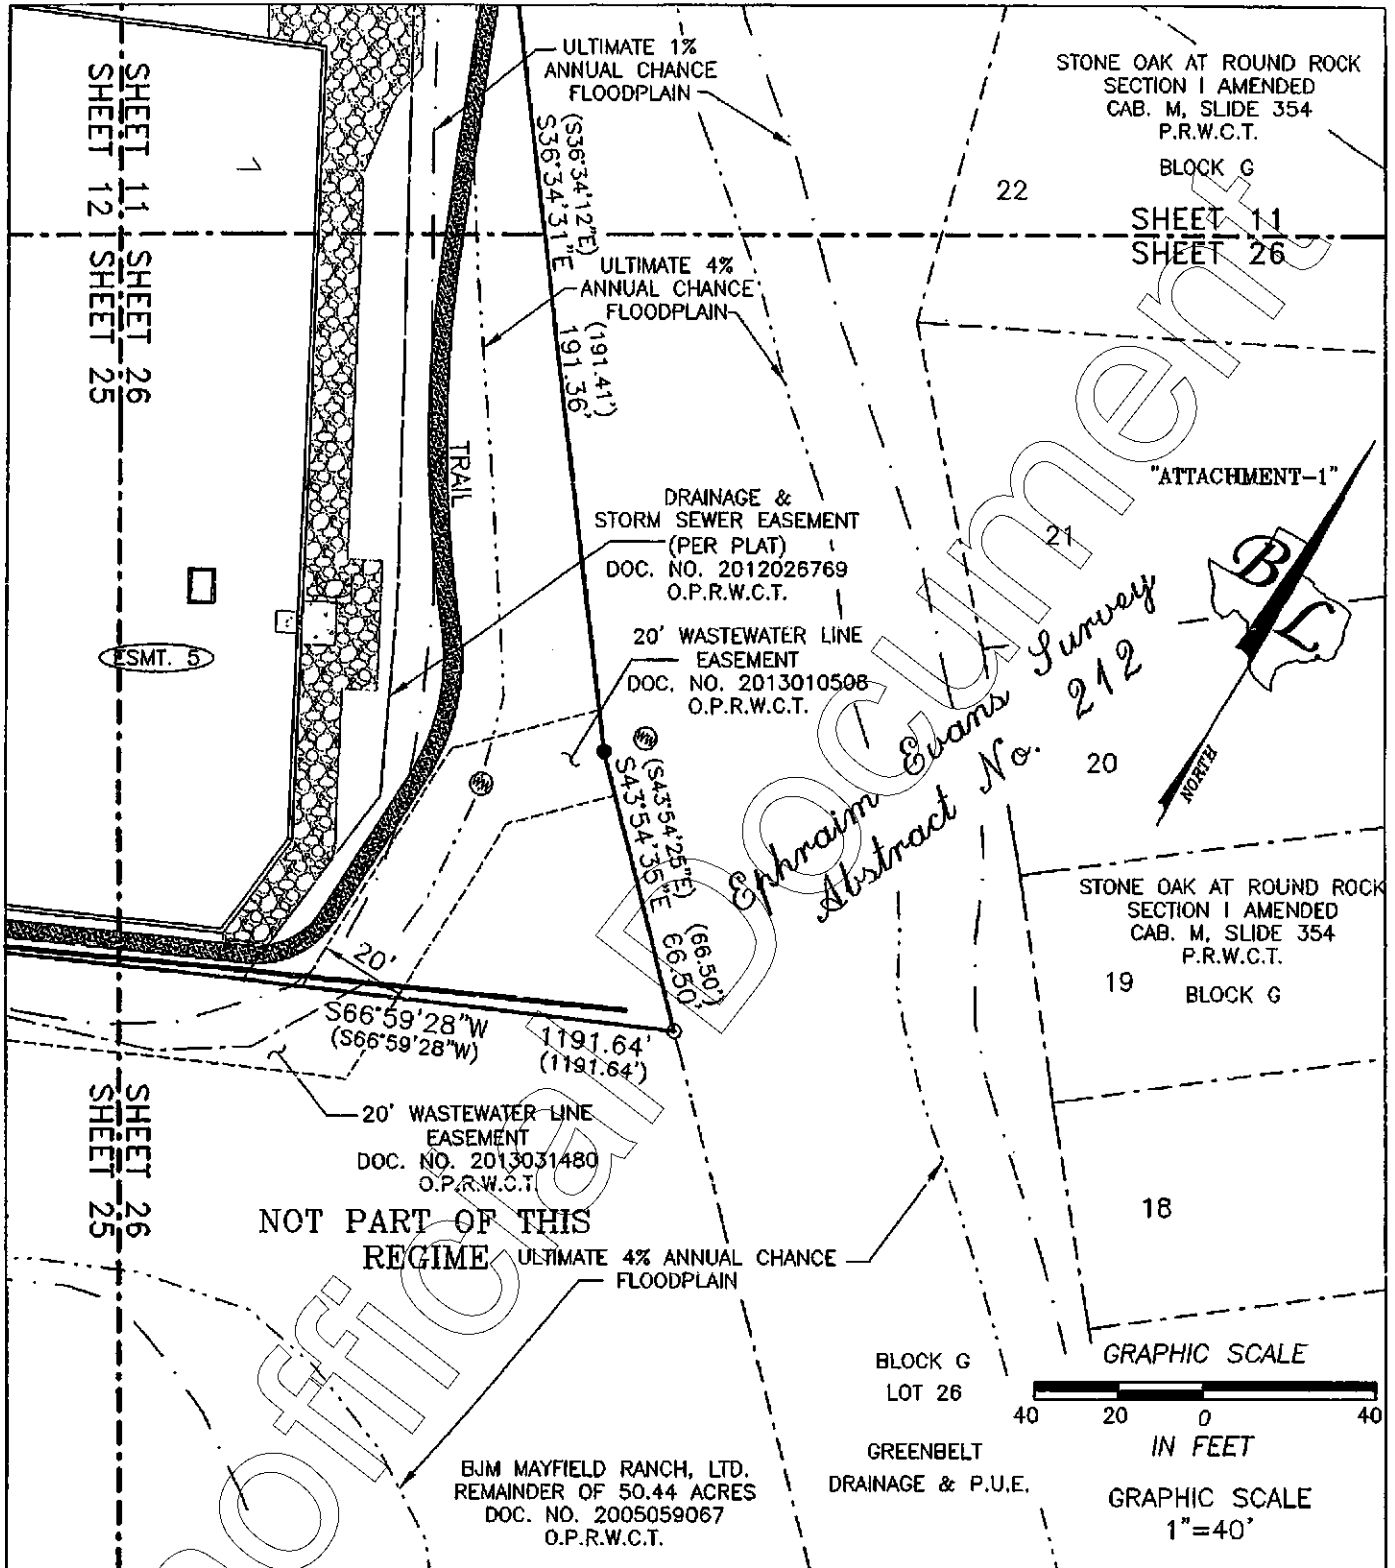 ULTIMATE 1%
ANNUAL CHANCE
FLOODPLAIN
STONE OAK AT ROUND ROCK
SECTION I AMENDED
CAB. M, SLIDE 354
P.R.W.C.T.
BLOCK G
22
SHEET 11
SHEET 26
SHEET 11
SHEET 12
SHEET 26
SHEET 25
1
(S36°34'12"E)
S36°34'31"E
(191.41')
191.36'
ULTIMATE 4%
ANNUAL CHANCE
FLOODPLAIN
TRAIL
"ATTACHMENT-1"
DRAINAGE &
STORM SEWER EASEMENT
(PER PLAT)
DOC. NO. 2012026769
O.P.R.W.C.T.
21
B
L
NORTH
20' WASTEWATER LINE
EASEMENT
DOC. NO. 2013010508
O.P.R.W.C.T.
ESMT. 5
Ephraim Evans Survey
Abstract No. 212
20
(S43°54'25"E) (66.50')
S43°54'35"E 66.50'
STONE OAK AT ROUND ROCK
SECTION I AMENDED
CAB. M, SLIDE 354
P.R.W.C.T.
BLOCK G
19
20'
S66°59'28"W 1191.64'
(S66°59'28"W) (1191.64')
SHEET 26
SHEET 25
20' WASTEWATER LINE
EASEMENT
DOC. NO. 2013031480
O.P.R.W.C.T.
18
NOT PART OF THIS
REGIME
ULTIMATE 4% ANNUAL CHANCE
FLOODPLAIN
BLOCK G
LOT 26
GREENBELT
DRAINAGE & P.U.E.
GRAPHIC SCALE
40 20 0 40
IN FEET
GRAPHIC SCALE
1"=40'
BJM MAYFIELD RANCH, LTD.
REMAINDER OF 50.44 ACRES
DOC. NO. 2005059067
O.P.R.W.C.T.
official Document